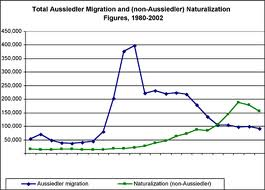 Total Aussiedler Migration and (non-Aussiedler) Naturalization
Figures, 1980-2002
450,000
400,000
350,000
300,000
250,000
200,000
150,000
100,000
50,000
Aussiedler migration
Naturalization (non-Aussiedler)